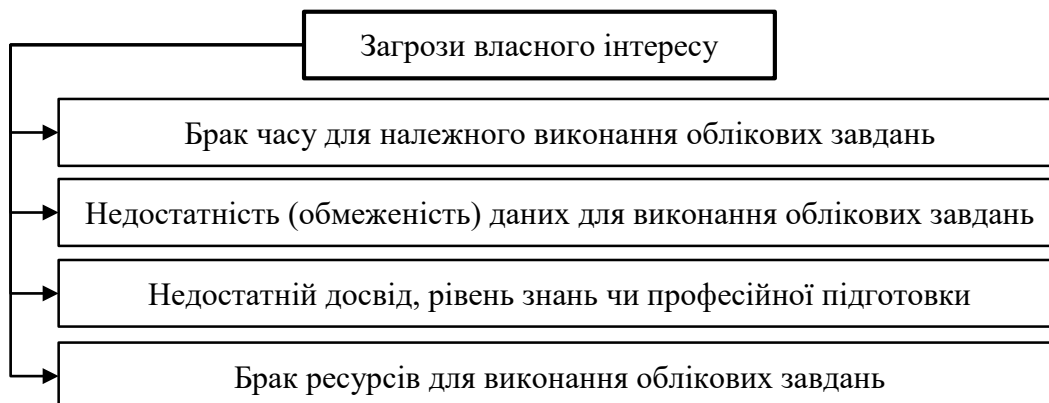 Загрози власного інтересу
Брак часу для належного виконання облікових завдань
Недостатність (обмеженість) даних для виконання облікових завдань
Недостатній досвід, рівень знань чи професійної підготовки
Брак ресурсів для виконання облікових завдань